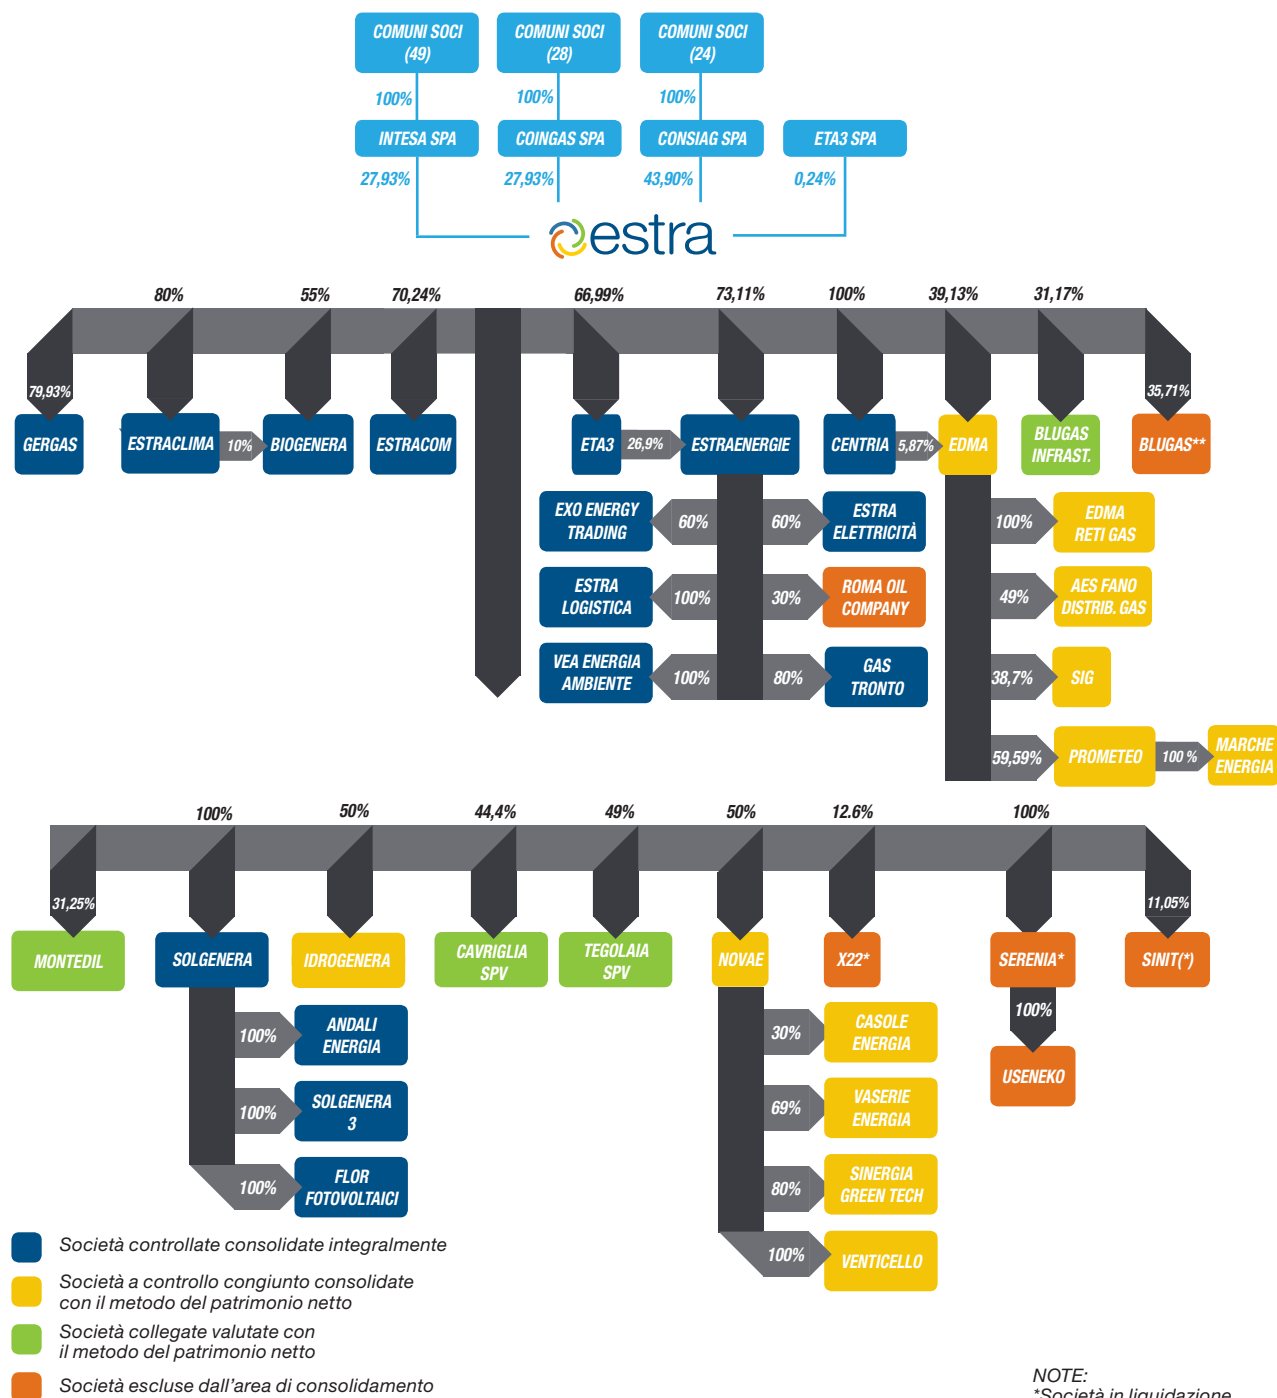 COMUNI SOCI
(49)
COMUNI SOCI
(28)
COMUNI SOCI
(24)
100%
100%
100%
INTESA SPA
COINGAS SPA
CONSIAG SPA
ETA3 SPA
27,93%
27,93%
43,90%
0,24%
estra
80%
55%
70,24%
66,99%
73,11%
100%
39,13%
31,17%
79,93%
35,71%
GERGAS
ESTRACLIMA
10%
BIOGENERA
ESTRACOM
ETA3
26,9%
ESTRAENERGIE
CENTRIA
5,87%
EDMA
BLUGAS
INFRAST.
BLUGAS**
EXO ENERGY
TRADING
60%
60%
ESTRA
ELETTRICITÀ
100%
EDMA
RETI GAS
ESTRA
LOGISTICA
100%
30%
ROMA OIL
COMPANY
49%
AES FANO
DISTRIB. GAS
VEA ENERGIA
AMBIENTE
100%
80%
GAS
TRONTO
38,7%
SIG
59,59%
PROMETEO
100 %
MARCHE
ENERGIA
100%
50%
44,4%
49%
50%
12.6%
100%
31,25%
11,05%
MONTEDIL
SOLGENERA
IDROGENERA
CAVRIGLIA
SPV
TEGOLAIA
SPV
NOVAE
X22*
SERENIA*
SINIT(*)
100%
ANDALI
ENERGIA
30%
CASOLE
ENERGIA
100%
USENEKO
100%
SOLGENERA
3
69%
VASERIE
ENERGIA
100%
FLOR
FOTOVOLTAICI
80%
SINERGIA
GREEN TECH
100%
VENTICELLO
Società controllate consolidate integralmente
Società a controllo congiunto consolidate
con il metodo del patrimonio netto
Società collegate valutate con
il metodo del patrimonio netto
Società escluse dall'area di consolidamento
NOTE:
*Società in liquidazione